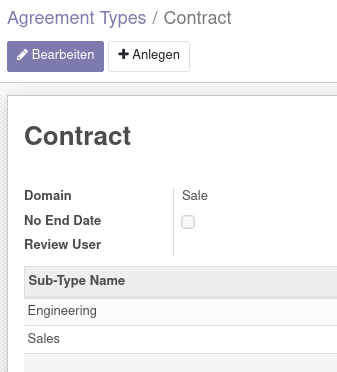 Agreement Types / Contract
Bearbeiten
Anlegen
Contract
Domain Sale
No End Date
Review User
Sub-Type Name
Engineering
Sales